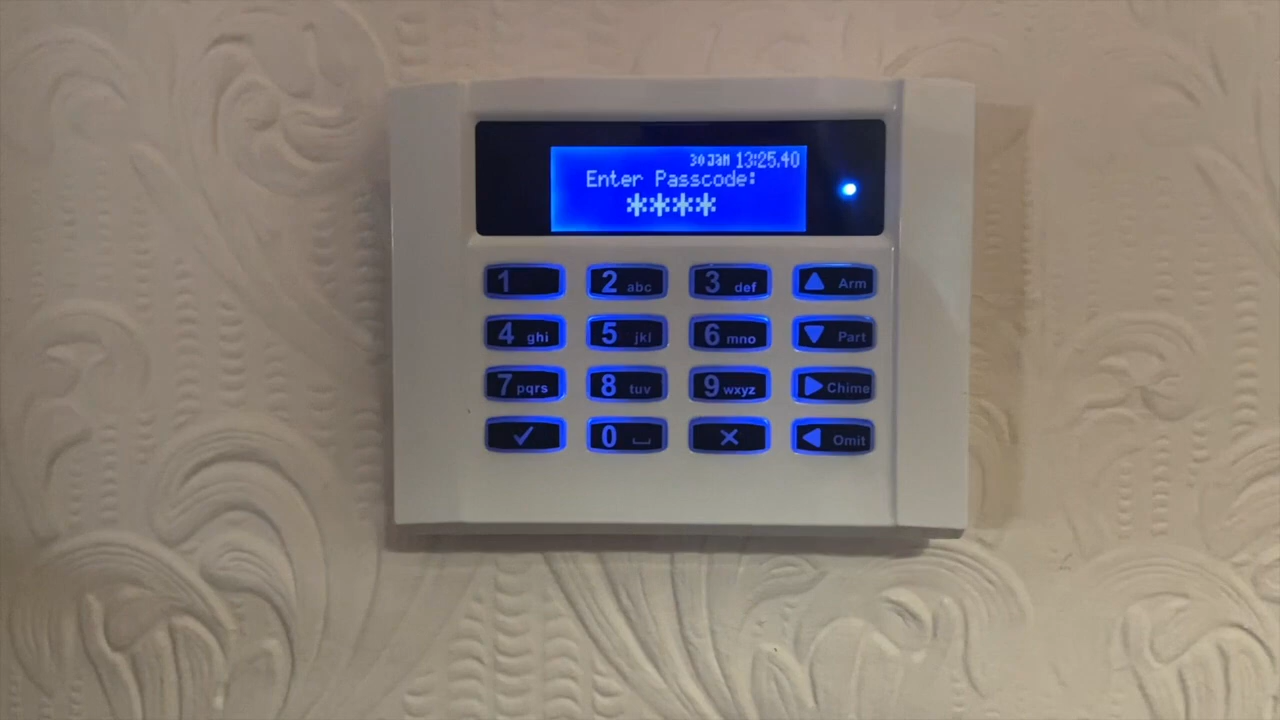 30 Jan 13:25.40
Enter Passcode:
****
1 2 abc 3 def Arm
4 ghi 5 jkl 6 mno Part
7 pqrs 8 tuv 9 wxyz Chime
0 Omit